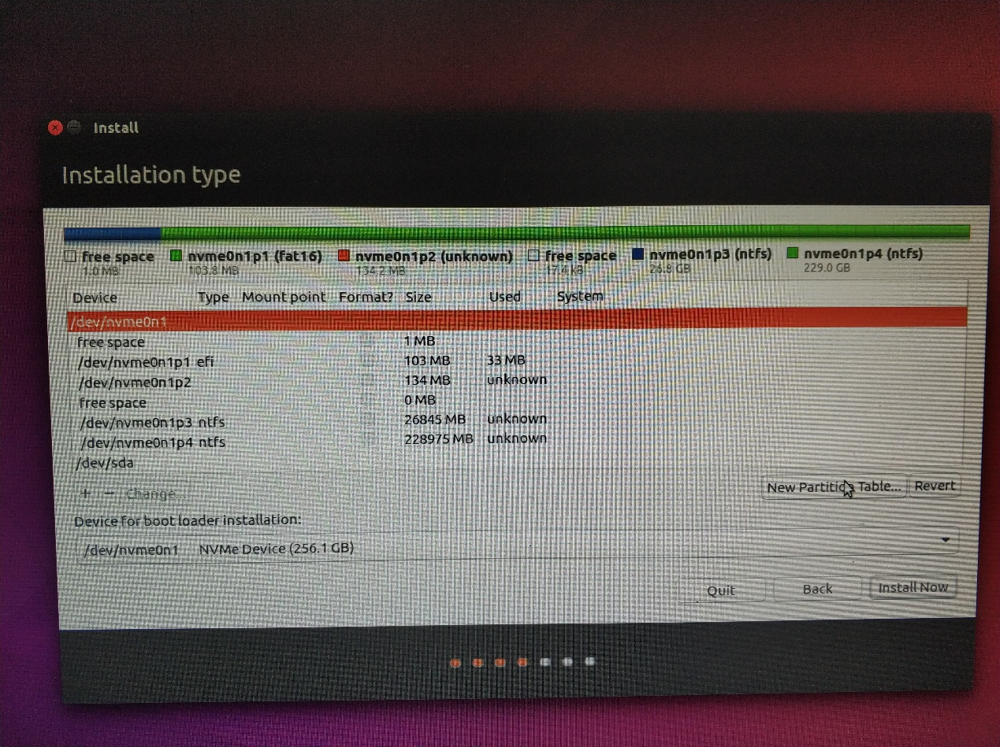 Install
Installation type
free space nvme0n1p1 (fat16) nvme0n1p2 (unknown) free space nvme0n1p3 (ntfs) nvme0n1p4 (ntfs)
1.0 MB 103.8 MB 134.2 MB 17.4 kB 26.8 GB 229.0 GB
Device Type Mount point Format? Size Used System
/dev/nvme0n1
free space 1 MB
/dev/nvme0n1p1 efi 103 MB 33 MB
/dev/nvme0n1p2 134 MB unknown
free space 0 MB
/dev/nvme0n1p3 ntfs 26845 MB unknown
/dev/nvme0n1p4 ntfs 228975 MB unknown
/dev/sda
+ − Change... New Partition Table... Revert
Device for boot loader installation:
/dev/nvme0n1 NVMe Device (256.1 GB)
Quit Back Install Now